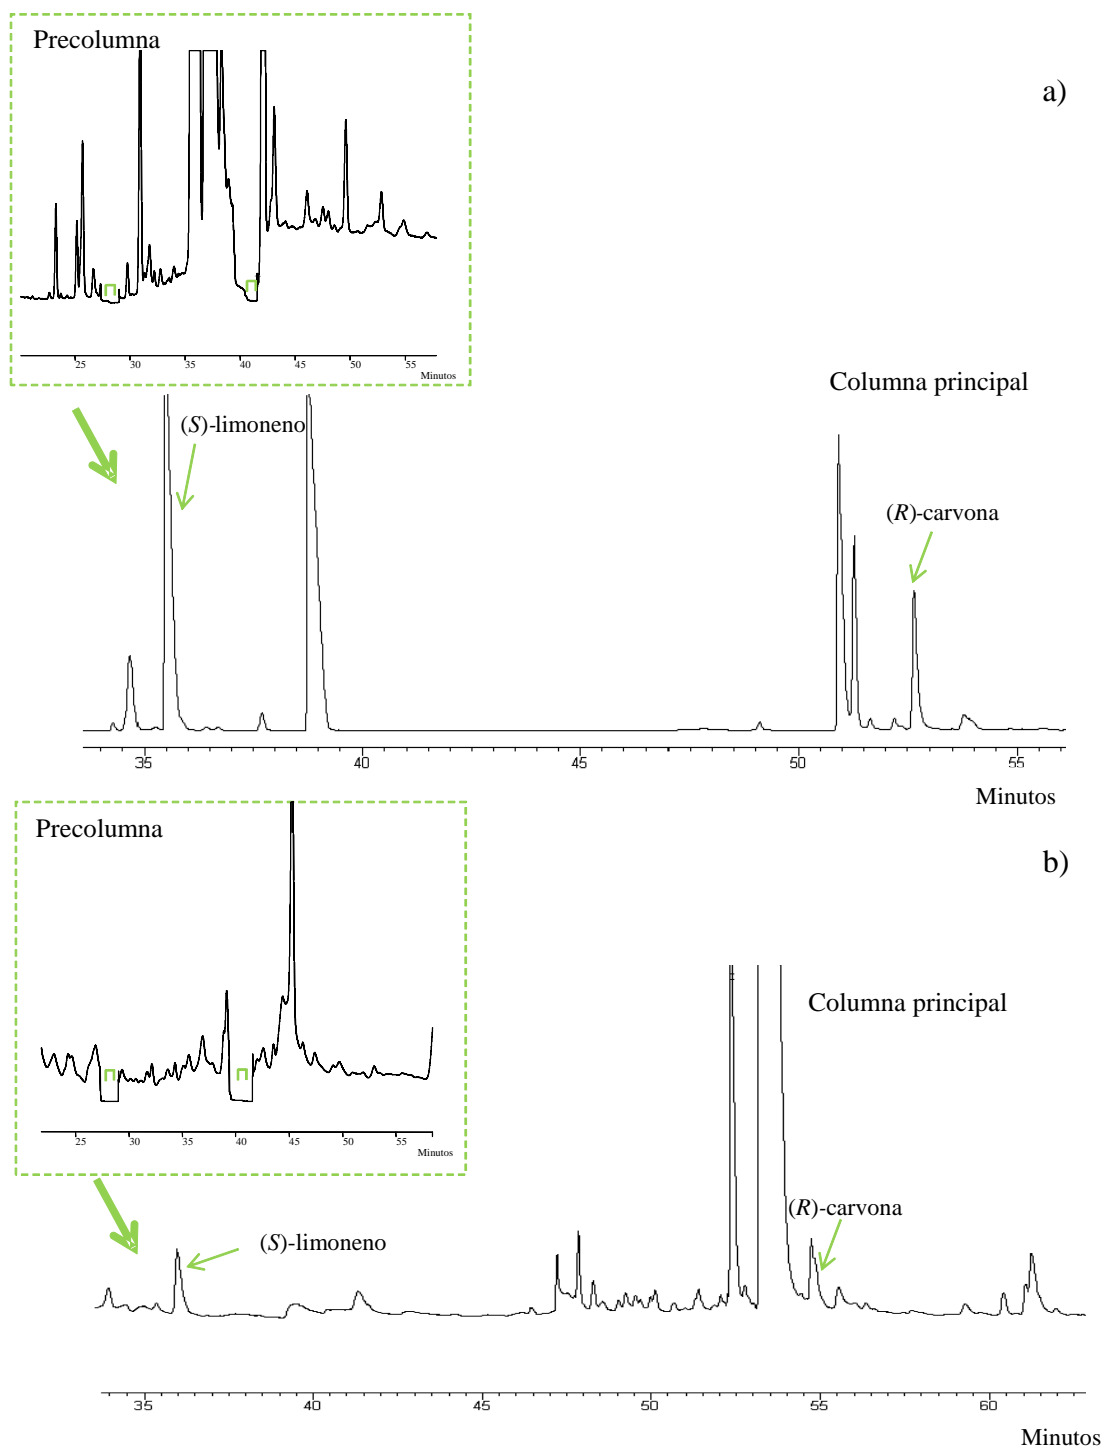 Precolumna
a)
25 30 35 40 45 50 55
Minutos
Columna principal
(S)-limoneno
(R)-carvona
35 40 45 50 55
Minutos
Precolumna
b)
25 30 35 40 45 50 55
Minutos
Columna principal
(R)-carvona
(S)-limoneno
35 40 45 50 55 60
Minutos